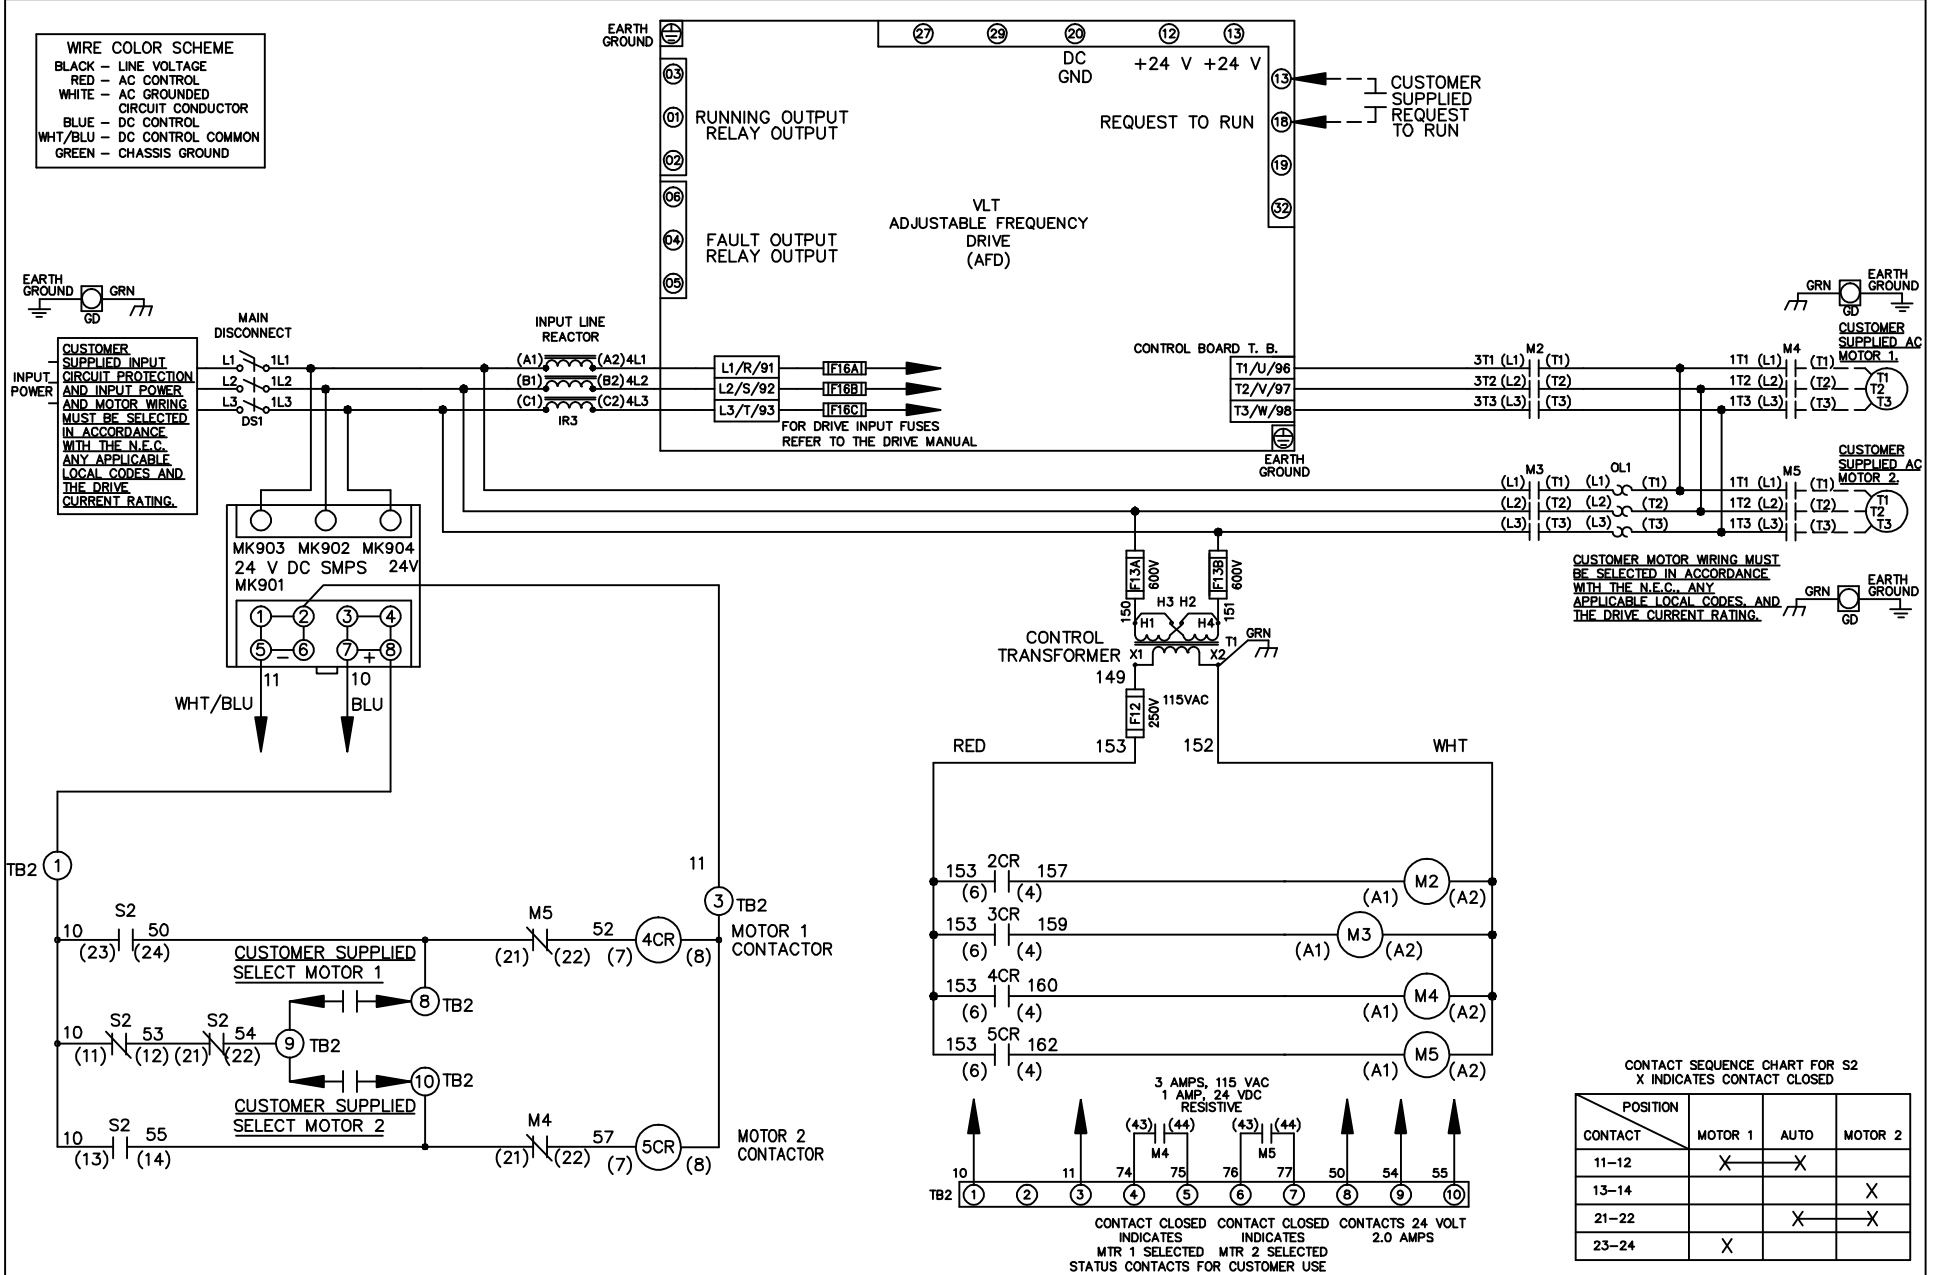 WIRE COLOR SCHEME
BLACK – LINE VOLTAGE
RED – AC CONTROL
WHITE – AC GROUNDED
CIRCUIT CONDUCTOR
BLUE – DC CONTROL
WHT/BLU – DC CONTROL COMMON
GREEN – CHASSIS GROUND
EARTH
GROUND
27 29 20 12 13
DC
GND
+24 V +24 V
03
01
02
RUNNING OUTPUT
RELAY OUTPUT
06
04
05
FAULT OUTPUT
RELAY OUTPUT
13
REQUEST TO RUN 18
19
32
CUSTOMER
SUPPLIED
REQUEST
TO RUN
VLT
ADJUSTABLE FREQUENCY
DRIVE
(AFD)
EARTH
GROUND GRN
GD
INPUT
POWER
CUSTOMER
SUPPLIED INPUT
CIRCUIT PROTECTION
AND INPUT POWER
AND MOTOR WIRING
MUST BE SELECTED
IN ACCORDANCE
WITH THE N.E.C.
ANY APPLICABLE
LOCAL CODES AND
THE DRIVE
CURRENT RATING.
MAIN
DISCONNECT
L1 1L1
L2 1L2
L3 1L3
DS1
INPUT LINE
REACTOR
(A1) (A2) 4L1
(B1) (B2) 4L2
(C1) (C2) 4L3
IR3
L1/R/91 F16A
L2/S/92 F16B
L3/T/93 F16C
FOR DRIVE INPUT FUSES
REFER TO THE DRIVE MANUAL
CONTROL BOARD T. B.
T1/U/96
T2/V/97
T3/W/98
EARTH
GROUND
M2
3T1 (L1) (T1)
3T2 (L2) (T2)
3T3 (L3) (T3)
M4
1T1 (L1) (T1)
1T2 (L2) (T2)
1T3 (L3) (T3)
GRN EARTH
GROUND
GD
CUSTOMER
SUPPLIED AC
MOTOR 1.
T1
T2
T3
M3 OL1
(L1) (T1) (L1) (T1)
(L2) (T2) (L2) (T2)
(L3) (T3) (L3) (T3)
M5
1T1 (L1) (T1)
1T2 (L2) (T2)
1T3 (L3) (T3)
CUSTOMER
SUPPLIED AC
MOTOR 2.
T1
T2
T3
CUSTOMER MOTOR WIRING MUST
BE SELECTED IN ACCORDANCE
WITH THE N.E.C., ANY
APPLICABLE LOCAL CODES, AND
THE DRIVE CURRENT RATING.
GRN EARTH
GROUND
GD
MK903 MK902 MK904
24 V DC SMPS 24V
MK901
1 2 3 4
5 – 6 7 + 8
11 10
WHT/BLU BLU
F13A 600V F13B 600V
150 151
H3 H2
H1 H4
CONTROL
TRANSFORMER
X1 X2 T1 GRN
149
F12 250V 115VAC
153 152
RED WHT
TB2 1
11
3 TB2
S2
10 50
(23) (24)
M5
(21) (22)
52
(7) 4CR (8)
MOTOR 1
CONTACTOR
CUSTOMER SUPPLIED
SELECT MOTOR 1
8 TB2
S2 S2
10 53 54
(11) (12) (21) (22)
9 TB2
10 TB2
CUSTOMER SUPPLIED
SELECT MOTOR 2
S2
10 55
(13) (14)
M4
(21) (22)
57
(7) 5CR (8)
MOTOR 2
CONTACTOR
2CR
153 157
(6) (4)
(A1) M2 (A2)
3CR
153 159
(6) (4)
(A1) M3 (A2)
4CR
153 160
(6) (4)
(A1) M4 (A2)
5CR
153 162
(6) (4)
(A1) M5 (A2)
3 AMPS, 115 VAC
1 AMP, 24 VDC
RESISTIVE
(43) (44) (43) (44)
M4 M5
10 11 74 75 76 77 50 54 55
TB2 1 2 3 4 5 6 7 8 9 10
CONTACT CLOSED
INDICATES
MTR 1 SELECTED
CONTACT CLOSED
INDICATES
MTR 2 SELECTED
CONTACTS 24 VOLT
2.0 AMPS
STATUS CONTACTS FOR CUSTOMER USE
CONTACT SEQUENCE CHART FOR S2
X INDICATES CONTACT CLOSED
POSITION
CONTACT MOTOR 1 AUTO MOTOR 2
11–12 X X
13–14 X
21–22 X X
23–24 X